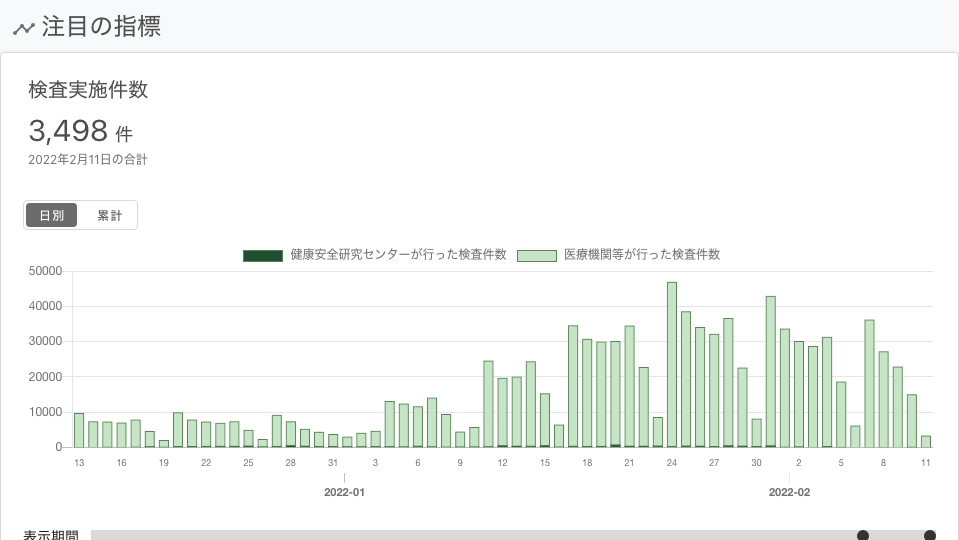 注目の指標
検査実施件数
3,498 件
2022年2月11日の合計
日別 累計
健康安全研究センターが行った検査件数 医療機関等が行った検査件数
50000
40000
30000
20000
10000
0
13 16 19 22 25 28 31 3 6 9 12 15 18 21 24 27 30 2 5 8 11
2022-01 2022-02
表示期間